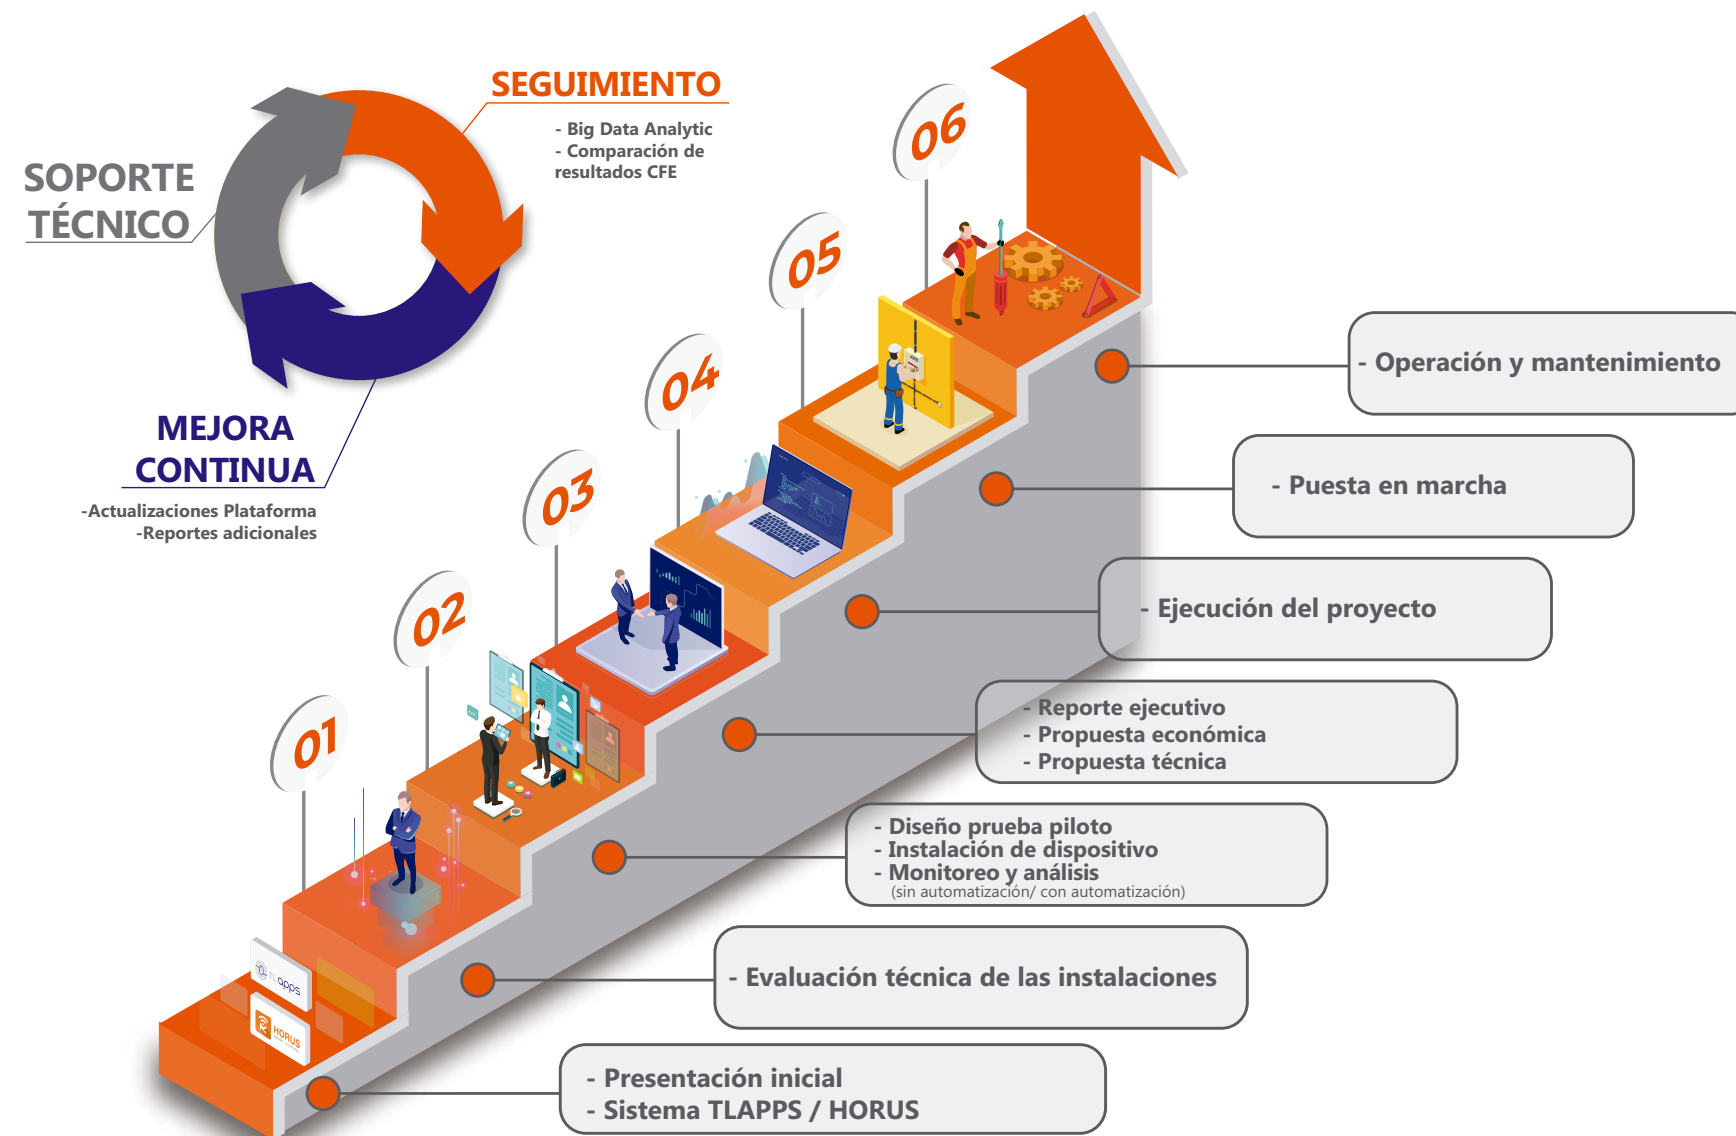 SEGUIMIENTO
- Big Data Analytic
- Comparación de
resultados CFE
SOPORTE
TÉCNICO
MEJORA
CONTINUA
-Actualizaciones Plataforma
-Reportes adicionales
06
05
04
03
02
01
- Operación y mantenimiento
- Puesta en marcha
- Ejecución del proyecto
- Reporte ejecutivo
- Propuesta económica
- Propuesta técnica
- Diseño prueba piloto
- Instalación de dispositivo
- Monitoreo y análisis
(sin automatización/ con automatización)
- Evaluación técnica de las instalaciones
- Presentación inicial
- Sistema TLAPPS / HORUS
TLapps
HORUS